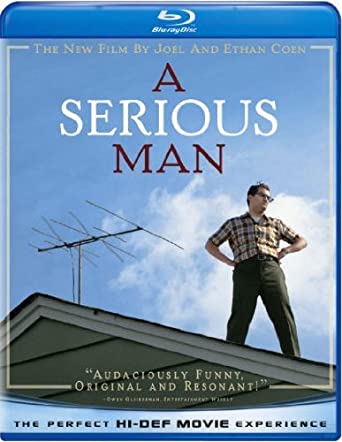 Blu-ray Disc
THE NEW FILM BY JOEL AND ETHAN COEN
A
SERIOUS
MAN
"AUDACIOUSLY FUNNY,
ORIGINAL AND RESONANT!"
-OWEN GLEIBERMAN, ENTERTAINMENT WEEKLY
THE PERFECT HI-DEF MOVIE EXPERIENCE